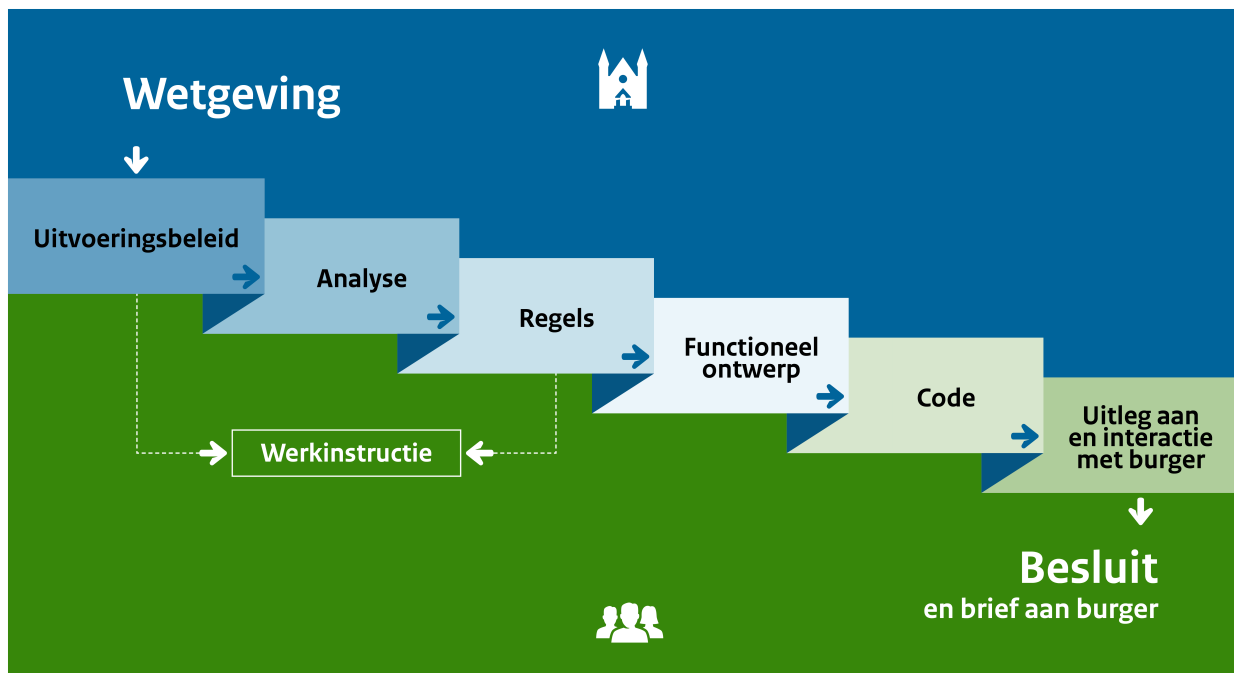 Wetgeving
Uitvoeringsbeleid
Analyse
Regels
Functioneel
ontwerp
Code
Uitleg aan
en interactie
met burger
Werkinstructie
Besluit
en brief aan burger